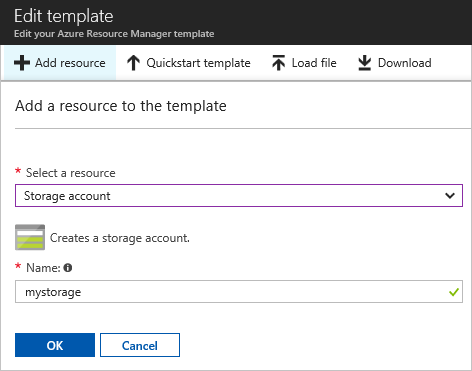 Edit template
Edit your Azure Resource Manager template
Add resource
Quickstart template
Load file
Download
Add a resource to the template
* Select a resource
Storage account
Creates a storage account.
* Name:
mystorage
OK
Cancel